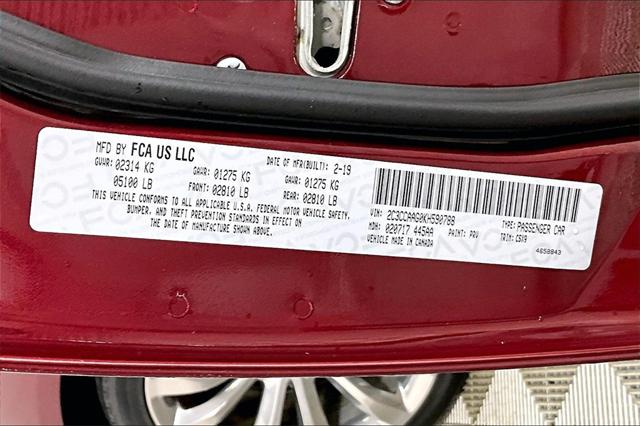 MFD BY FCA US LLC
DATE OF MFR(BUILT): 2-19
GVWR: 02314 KG
05100 LB
GAWR: 01275 KG
FRONT: 02810 LB
GAWR: 01275 KG
REAR: 02810 LB
THIS VEHICLE CONFORMS TO ALL APPLICABLE U.S.A. FEDERAL MOTOR VEHICLE SAFETY,
BUMPER, AND THEFT PREVENTION STANDARDS IN EFFECT ON
THE DATE OF MANUFACTURE SHOWN ABOVE.
VIN: 2C3CCAAG0KH590788
TYPE: PASSENGER CAR
MDH: 020717 445AA
PAINT: PRV
TRIM: CSX9
VEHICLE MADE IN CANADA
4658843